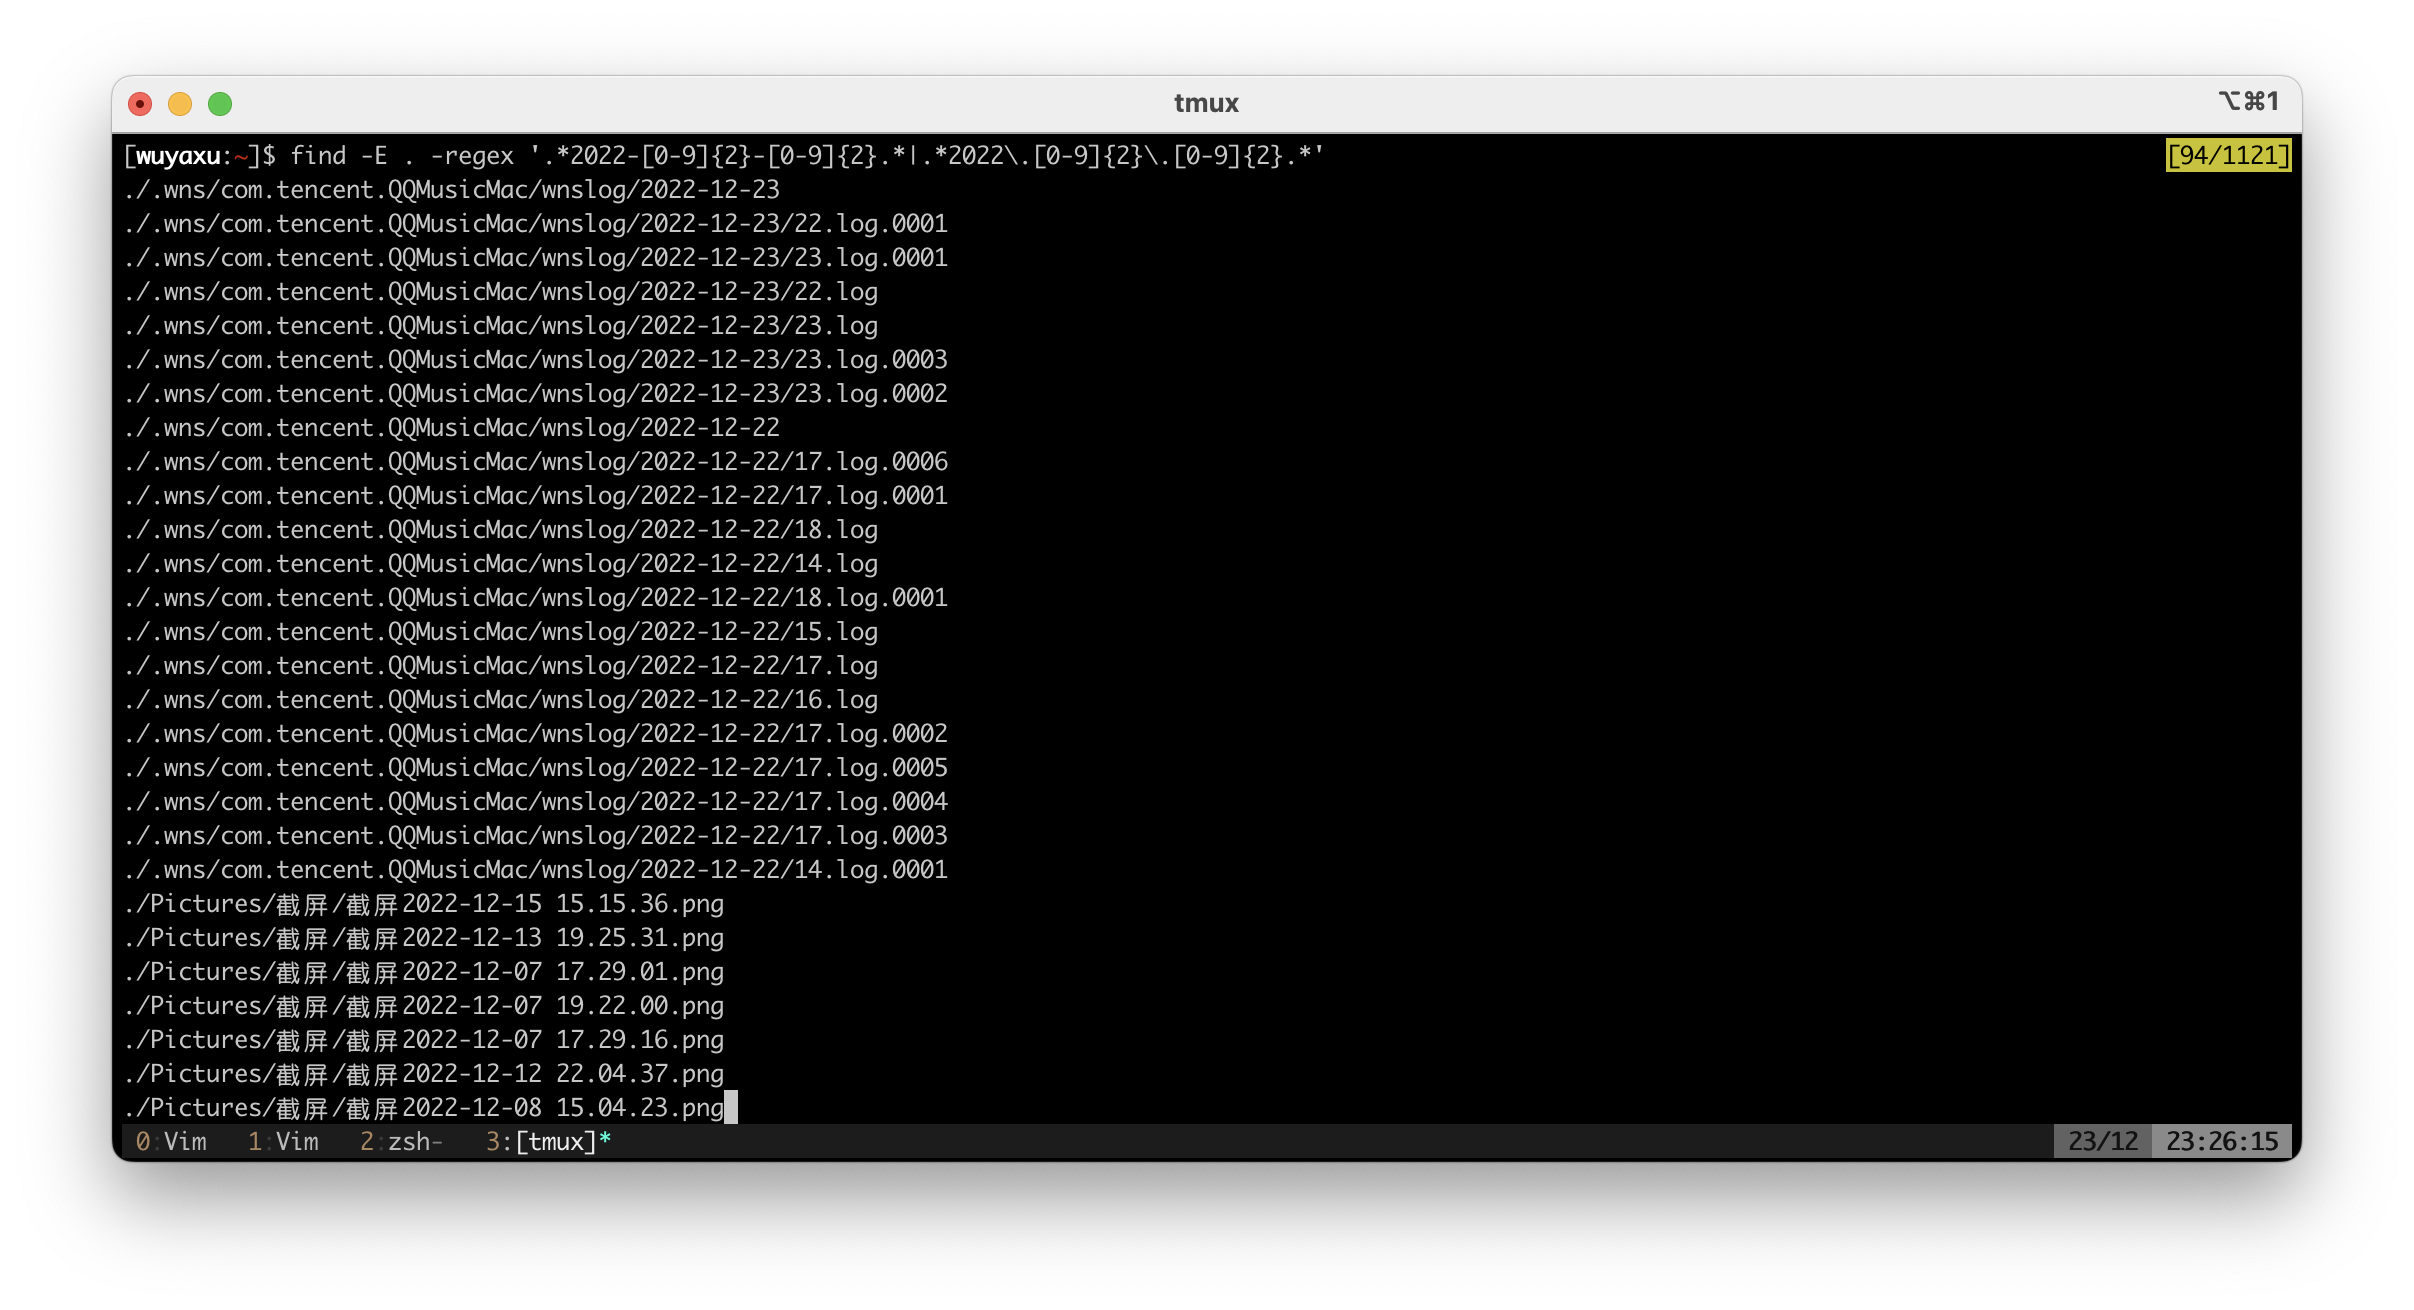 tmux ⌥⌘1
[wuyaxu:~]$ find -E . -regex '.*2022-[0-9]{2}-[0-9]{2}.*|.*2022\.[0-9]{2}\.[0-9]{2}.*' [94/1121]
./.wns/com.tencent.QQMusicMac/wnslog/2022-12-23
./.wns/com.tencent.QQMusicMac/wnslog/2022-12-23/22.log.0001
./.wns/com.tencent.QQMusicMac/wnslog/2022-12-23/23.log.0001
./.wns/com.tencent.QQMusicMac/wnslog/2022-12-23/22.log
./.wns/com.tencent.QQMusicMac/wnslog/2022-12-23/23.log
./.wns/com.tencent.QQMusicMac/wnslog/2022-12-23/23.log.0003
./.wns/com.tencent.QQMusicMac/wnslog/2022-12-23/23.log.0002
./.wns/com.tencent.QQMusicMac/wnslog/2022-12-22
./.wns/com.tencent.QQMusicMac/wnslog/2022-12-22/17.log.0006
./.wns/com.tencent.QQMusicMac/wnslog/2022-12-22/17.log.0001
./.wns/com.tencent.QQMusicMac/wnslog/2022-12-22/18.log
./.wns/com.tencent.QQMusicMac/wnslog/2022-12-22/14.log
./.wns/com.tencent.QQMusicMac/wnslog/2022-12-22/18.log.0001
./.wns/com.tencent.QQMusicMac/wnslog/2022-12-22/15.log
./.wns/com.tencent.QQMusicMac/wnslog/2022-12-22/17.log
./.wns/com.tencent.QQMusicMac/wnslog/2022-12-22/16.log
./.wns/com.tencent.QQMusicMac/wnslog/2022-12-22/17.log.0002
./.wns/com.tencent.QQMusicMac/wnslog/2022-12-22/17.log.0005
./.wns/com.tencent.QQMusicMac/wnslog/2022-12-22/17.log.0004
./.wns/com.tencent.QQMusicMac/wnslog/2022-12-22/17.log.0003
./.wns/com.tencent.QQMusicMac/wnslog/2022-12-22/14.log.0001
./Pictures/截屏/截屏2022-12-15 15.15.36.png
./Pictures/截屏/截屏2022-12-13 19.25.31.png
./Pictures/截屏/截屏2022-12-07 17.29.01.png
./Pictures/截屏/截屏2022-12-07 19.22.00.png
./Pictures/截屏/截屏2022-12-07 17.29.16.png
./Pictures/截屏/截屏2022-12-12 22.04.37.png
./Pictures/截屏/截屏2022-12-08 15.04.23.png
0:Vim 1:Vim 2:zsh- 3:[tmux]* 23/12 23:26:15